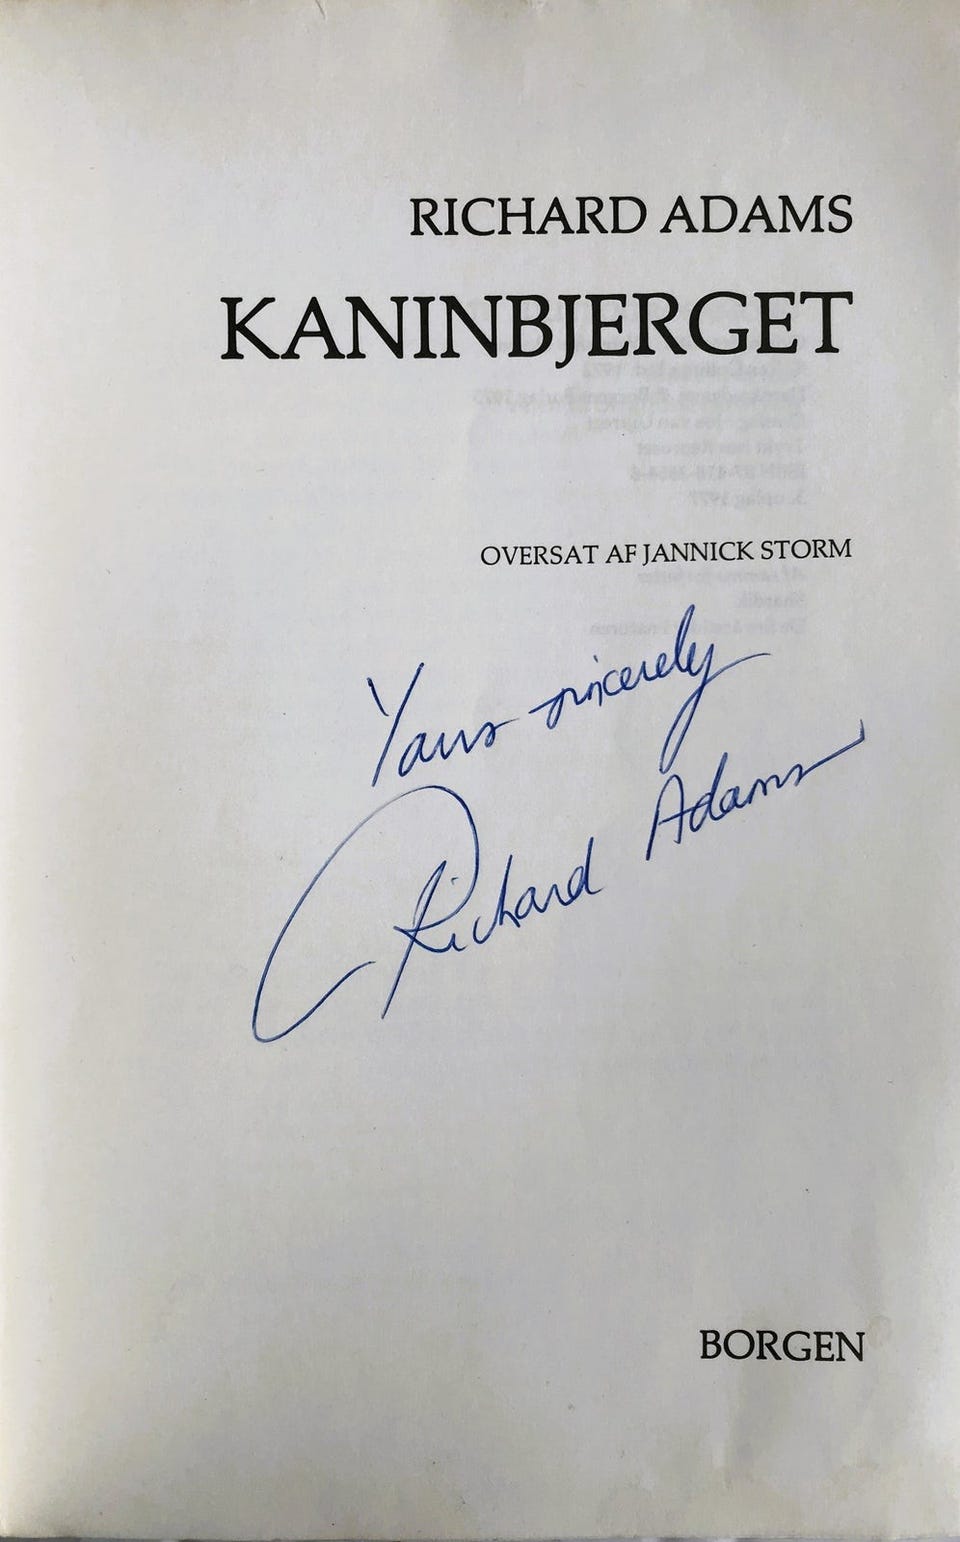 RICHARD ADAMS
KANINBJERGET
OVERSAT AF JANNICK STORM
Yours sincerely
Richard Adams
BORGEN